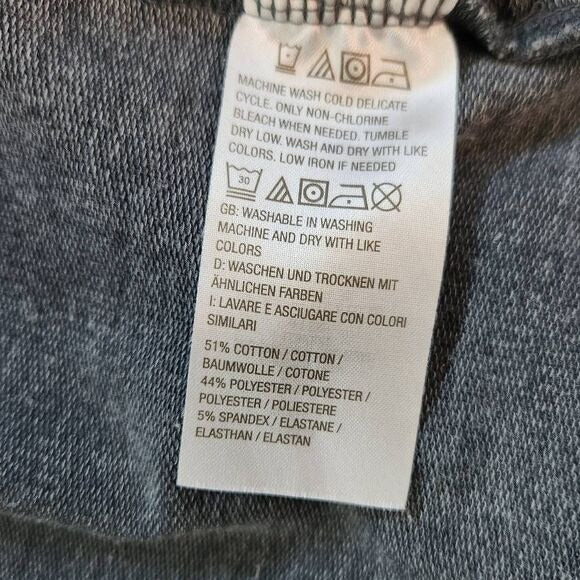 MACHINE WASH COLD DELICATE
CYCLE. ONLY NON-CHLORINE
BLEACH WHEN NEEDED. TUMBLE
DRY LOW. WASH AND DRY WITH LIKE
COLORS. LOW IRON IF NEEDED
30
GB: WASHABLE IN WASHING
MACHINE AND DRY WITH LIKE
COLORS
D: WASCHEN UND TROCKNEN MIT
ÄHNLICHEN FARBEN
I: LAVARE E ASCIUGARE CON COLORI
SIMILARI
51% COTTON / COTTON /
BAUMWOLLE / COTONE
44% POLYESTER / POLYESTER /
POLYESTER / POLIESTERE
5% SPANDEX / ELASTANE /
ELASTHAN / ELASTAN